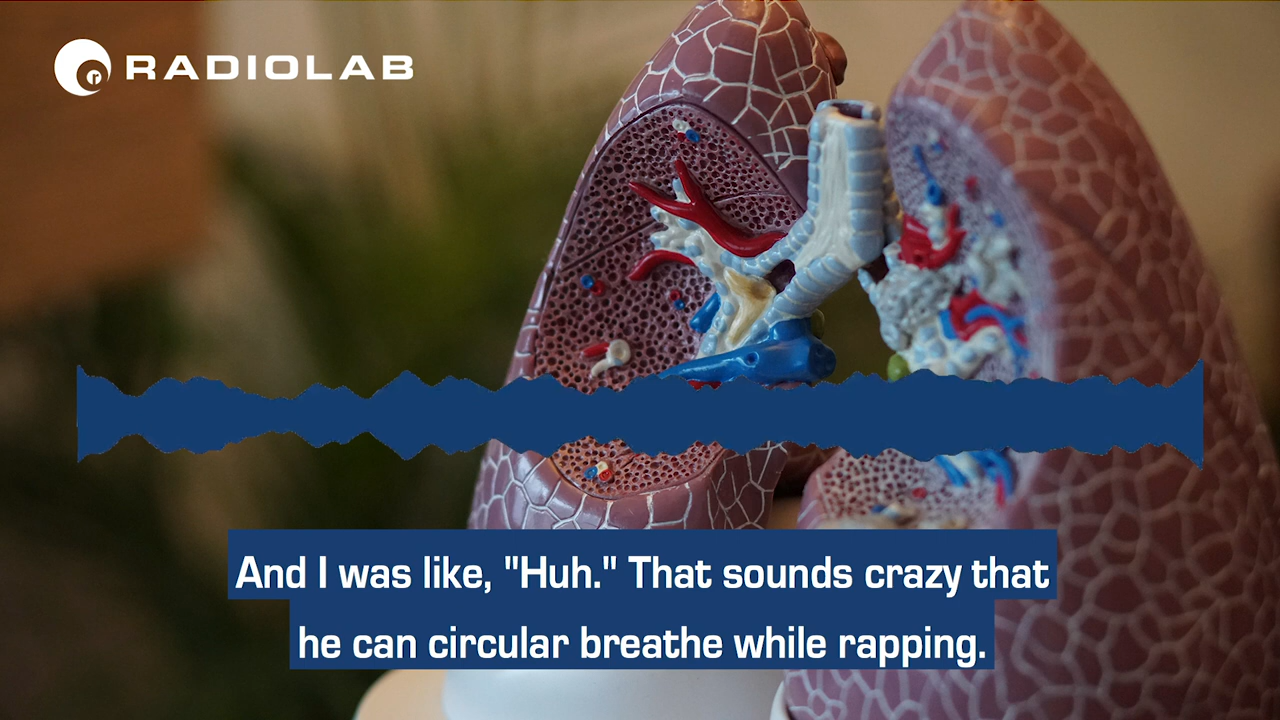 RADIOLAB
And I was like, "Huh." That sounds crazy that
he can circular breathe while rapping.